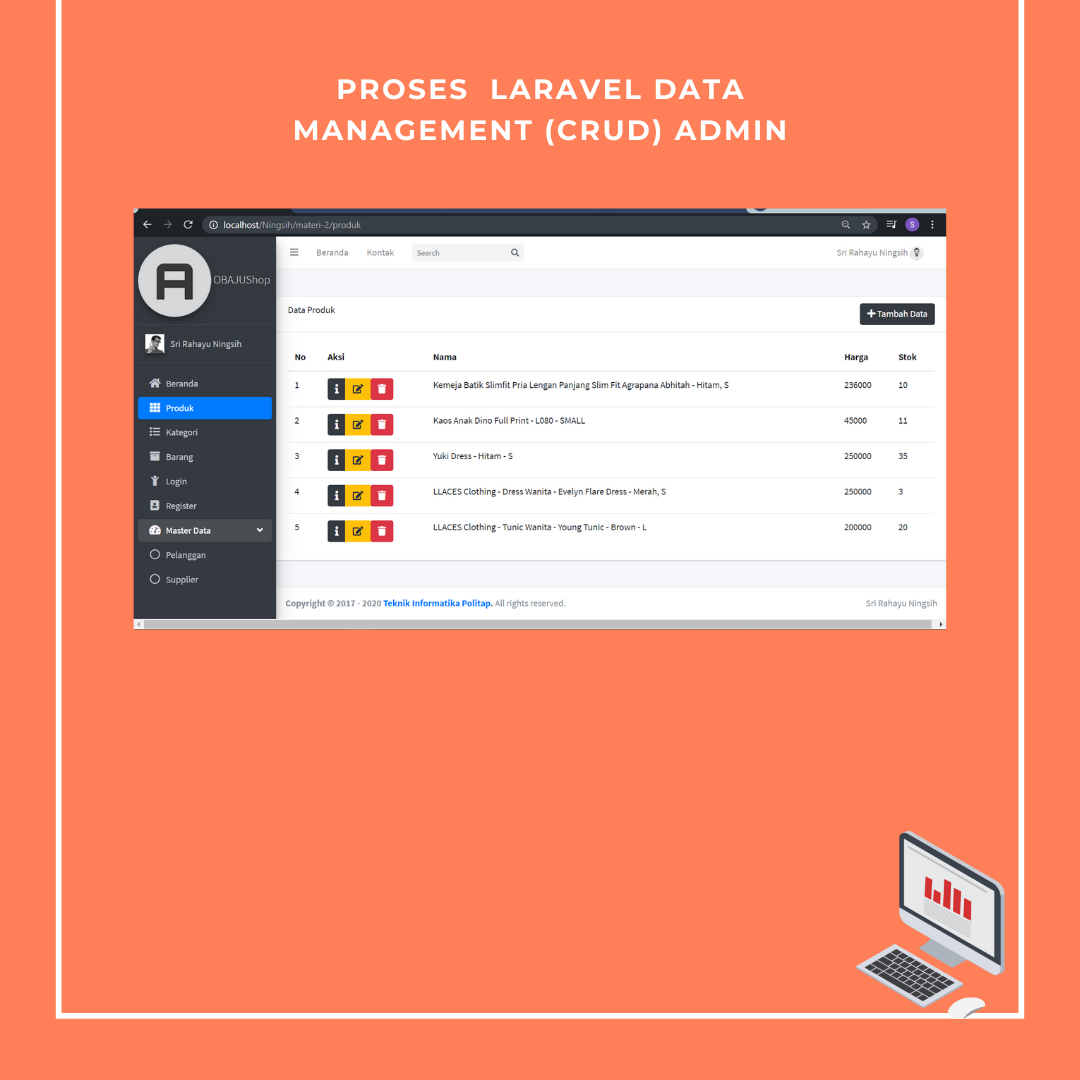 PROSES LARAVEL DATA
MANAGEMENT (CRUD) ADMIN
localhost/Ningsih/materi-2/produk
S
A OBAJUShop
Beranda Kontak Search Sri Rahayu Ningsih
Sri Rahayu Ningsih
Beranda
Produk
Kategori
Barang
Login
Register
Master Data
Pelanggan
Supplier
Data Produk Tambah Data
No Aksi Nama Harga Stok
1 Kemeja Batik Slimfit Pria Lengan Panjang Slim Fit Agrapana Abhitah - Hitam, S 236000 10
2 Kaos Anak Dino Full Print - L080 - SMALL 45000 11
3 Yuki Dress - Hitam - S 250000 35
4 LLACES Clothing - Dress Wanita - Evelyn Flare Dress - Merah, S 250000 3
5 LLACES Clothing - Tunic Wanita - Young Tunic - Brown - L 200000 20
Copyright © 2017 - 2020 Teknik Informatika Politap. All rights reserved. Sri Rahayu Ningsih